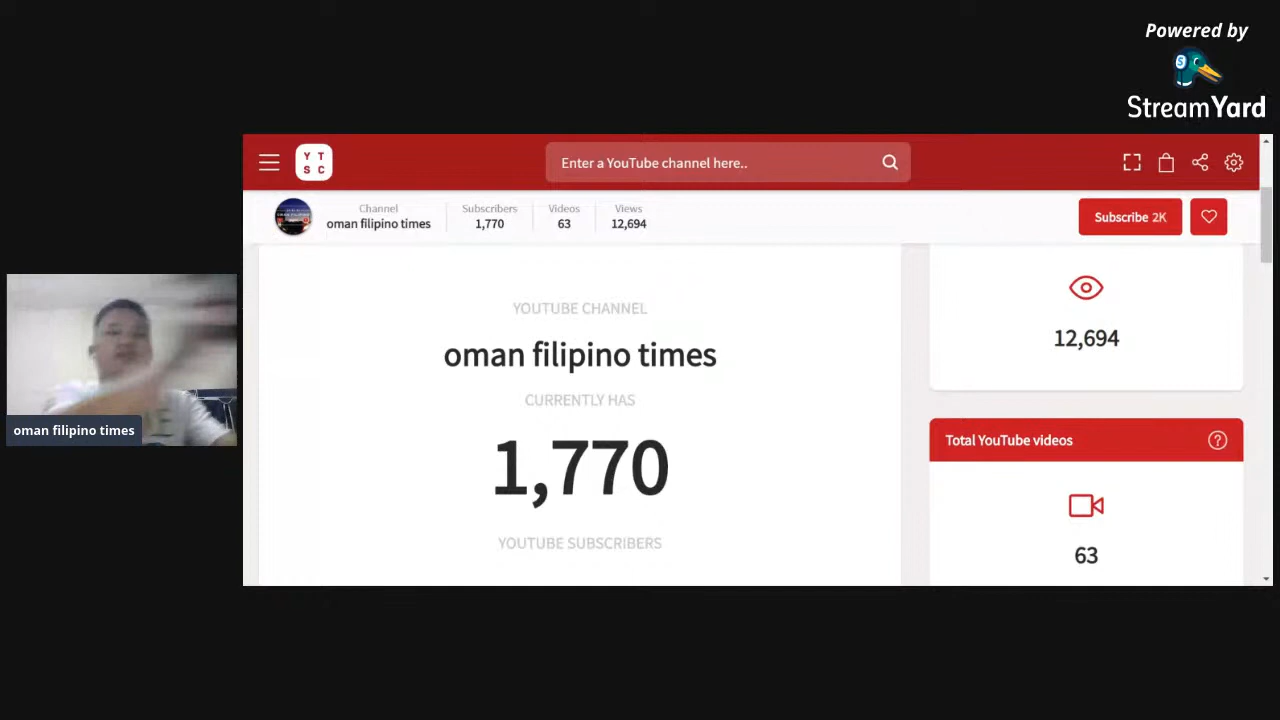 Powered by
StreamYard
Y T
S C
Enter a YouTube channel here..
Channel
oman filipino times
Subscribers
1,770
Videos
63
Views
12,694
Subscribe 2K
YOUTUBE CHANNEL
oman filipino times
CURRENTLY HAS
1,770
YOUTUBE SUBSCRIBERS
12,694
Total YouTube videos
63
oman filipino times